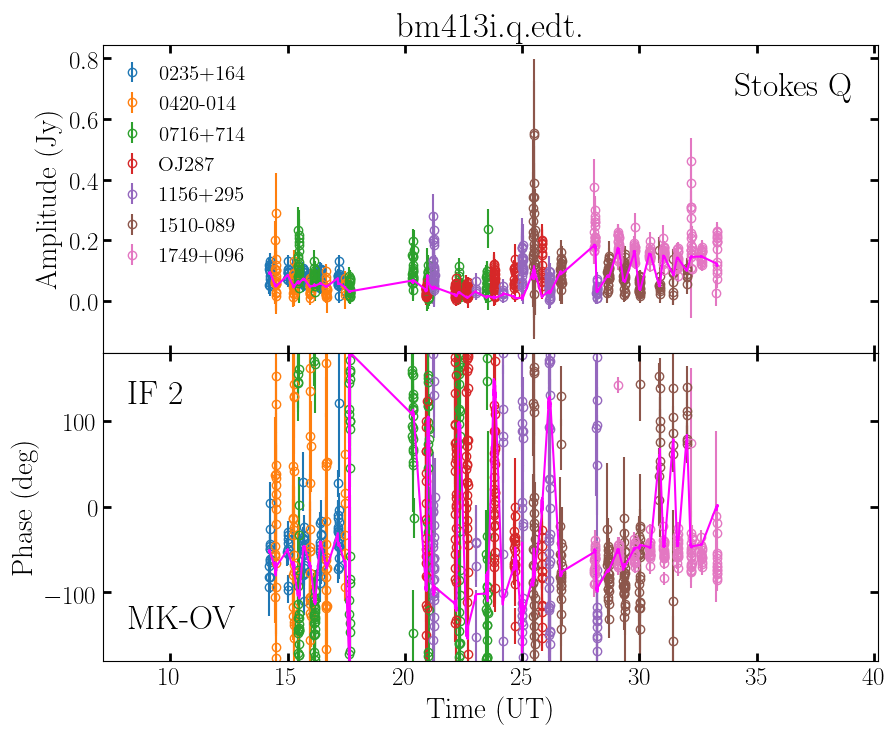 bm413i.q.edt.
Stokes Q
0235+164
0420-014
0716+714
OJ287
1156+295
1510-089
1749+096
0.8
0.6
0.4
0.2
0.0
Amplitude (Jy)
IF 2
MK-OV
100
0
−100
Phase (deg)
10 15 20 25 30 35 40
Time (UT)